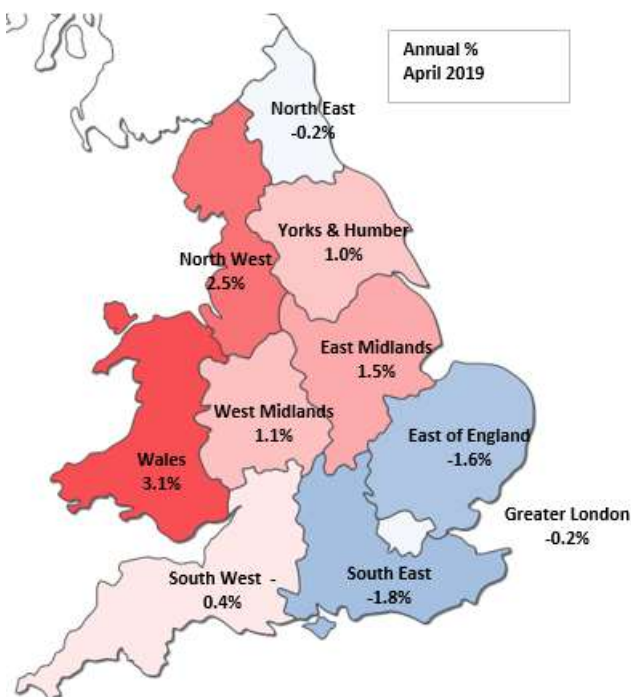 Annual %
April 2019
North East
-0.2%
Yorks & Humber
1.0%
North West
2.5%
East Midlands
1.5%
West Midlands
1.1%
East of England
-1.6%
Wales
3.1%
Greater London
-0.2%
South West -
0.4%
South East
-1.8%